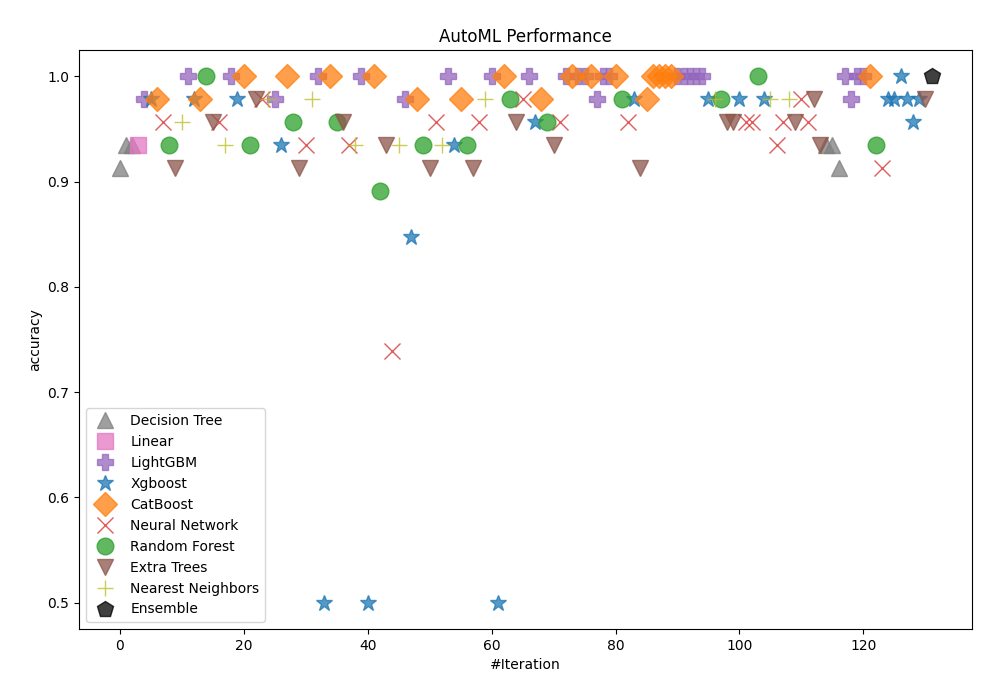 AutoML Performance
accuracy
1.0
0.9
0.8
0.7
0.6
0.5
Decision Tree
Linear
LightGBM
Xgboost
CatBoost
Neural Network
Random Forest
Extra Trees
Nearest Neighbors
Ensemble
0 20 40 60 80 100 120
#Iteration